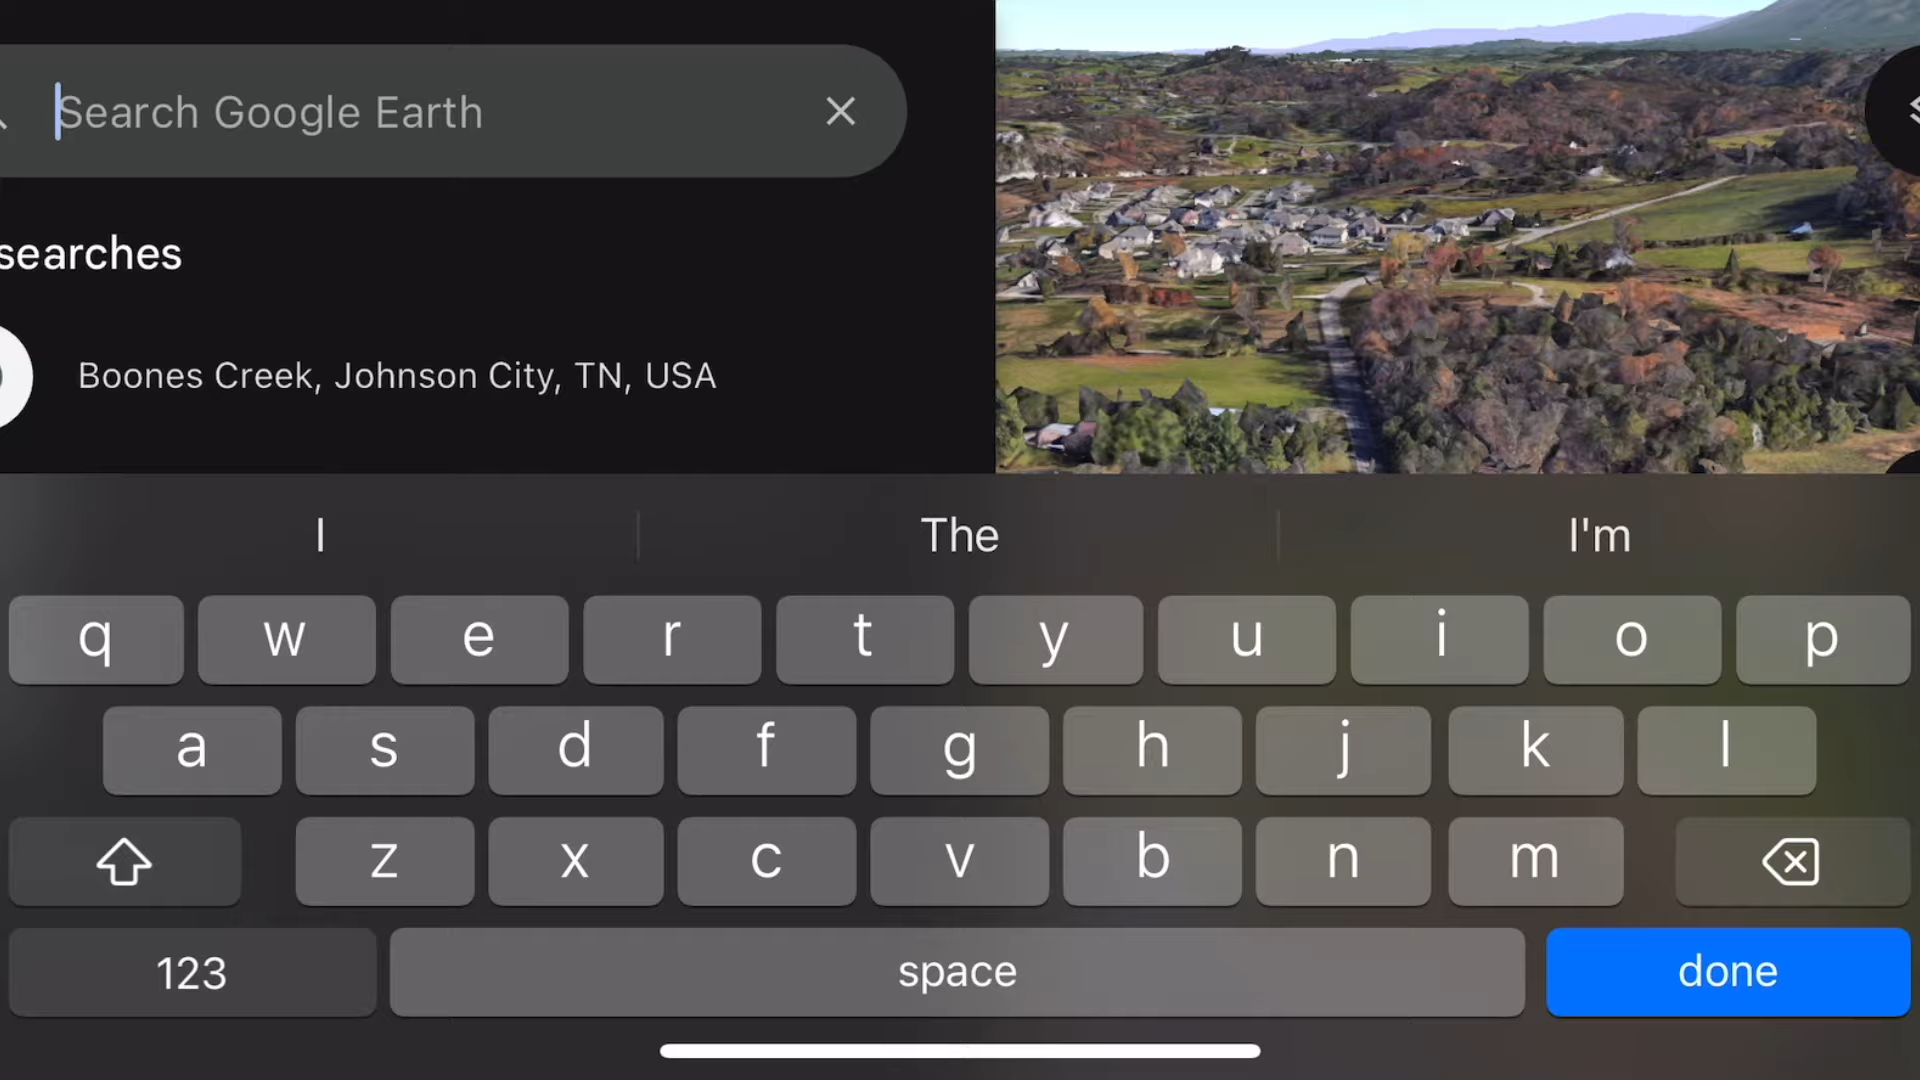 Search Google Earth
searches
Boones Creek, Johnson City, TN, USA
I
The
I'm
q w e r t y u i o p
a s d f g h j k l
z x c v b n m
123
space
done